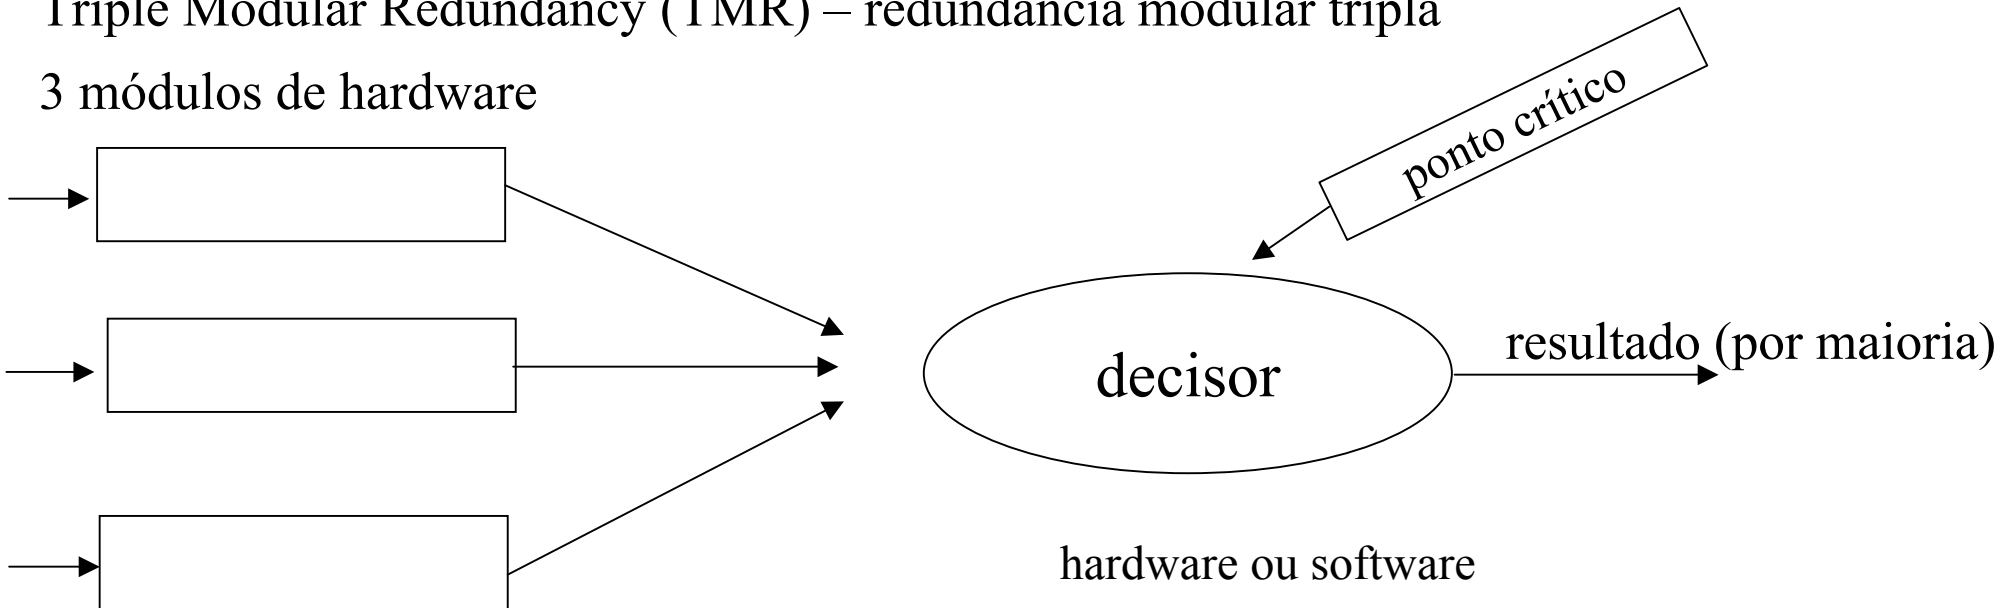 Triple Modular Redundancy (TMR) – redundância modular tripla
3 módulos de hardware
ponto crítico
resultado (por maioria)
decisor
hardware ou software